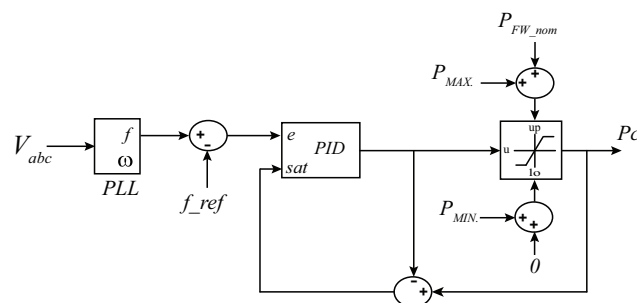 P_FW_nom
P_MAX.
+
+
V_abc
f
ω
PLL
+
-
f_ref
e
PID
sat
up
u
lo
Pc
P_MIN.
+
+
0
-
+